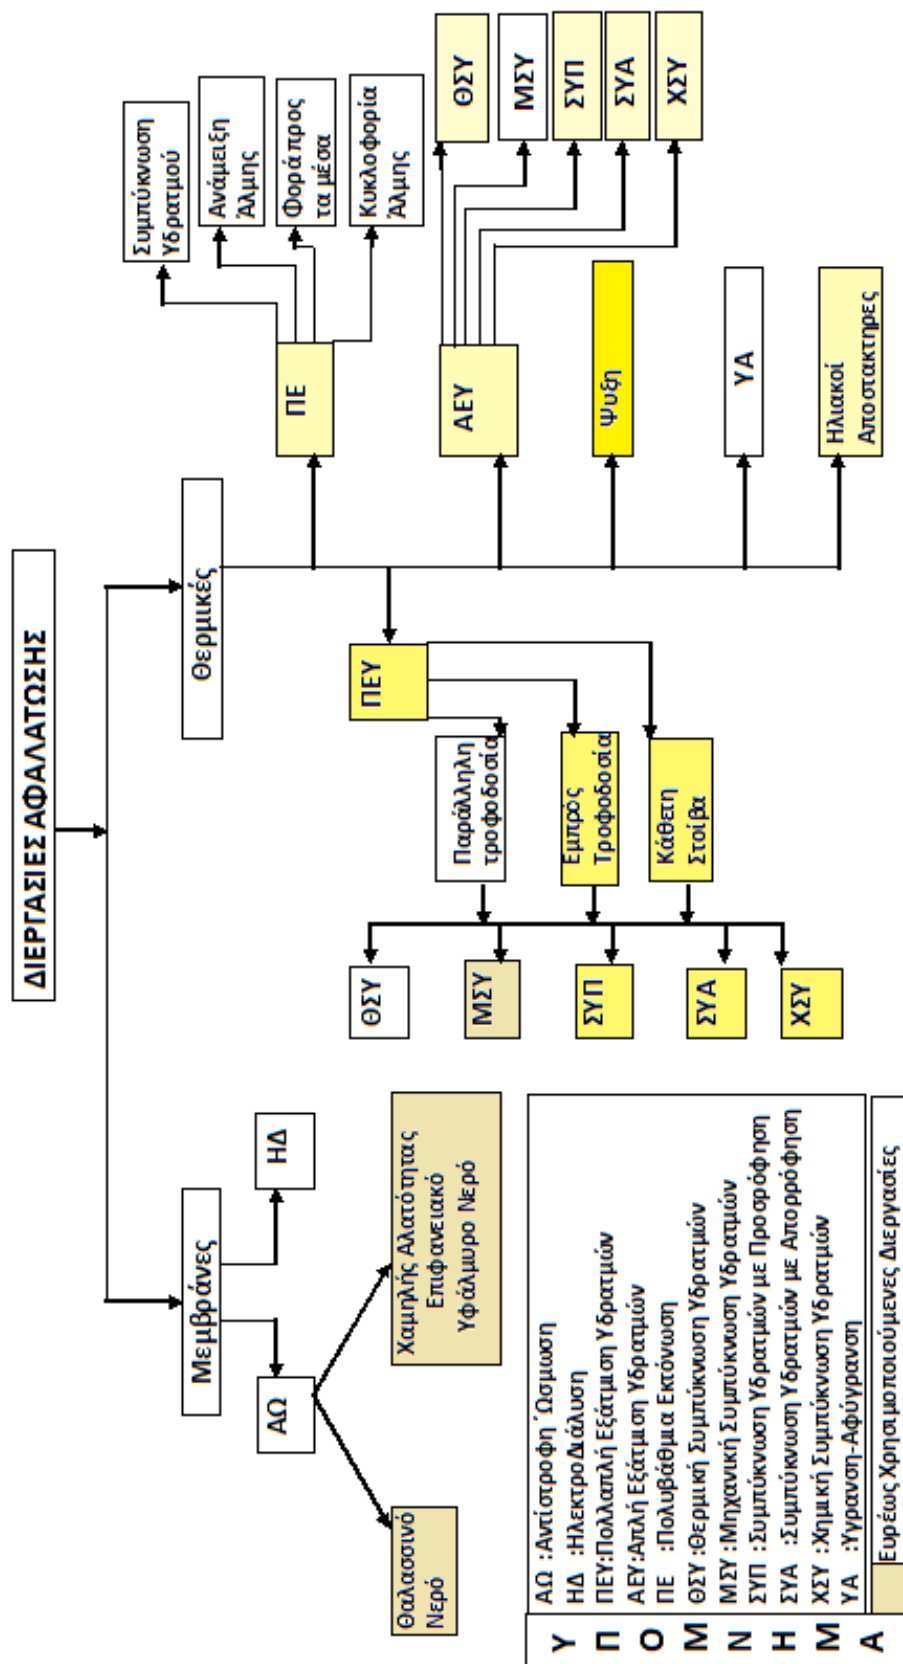 ΔΙΕΡΓΑΣΙΕΣ ΑΦΑΛΑΤΩΣΗΣ
Μεμβράνες
Θερμικές
ΑΩ
ΗΔ
Θαλασσινό
Νερό
Χαμηλής Αλατότητας
Επιφανειακό
Υφάλμυρο Νερό
ΠΕΥ
Παράλληλη
τροφοδοσία
Εμπρός
Τροφοδοσία
Κάθετη
Στοίβα
ΘΣΥ
ΜΣΥ
ΣΥΠ
ΣΥΑ
ΧΣΥ
ΠΕ
Συμπύκνωση
Υδρατμού
Ανάμειξη
Άλμης
Φορά προς
τα μέσα
Κυκλοφορία
Άλμης
ΑΕΥ
ΘΣΥ
ΜΣΥ
ΣΥΠ
ΣΥΑ
ΧΣΥ
Ψυξη
ΥΑ
Ηλιακοί
Αποστακτηρες
ΥΠΟΜΝΗΜΑ
ΑΩ :Αντίστροφη Ώσμωση
ΗΔ :ΗλεκτροΔιάλυση
ΠΕΥ:Πολλαπλή Εξάτμιση Υδρατμών
ΑΕΥ:Απλή Εξάτμιση Υδρατμών
ΠΕ :Πολυβάθμια Εκτόνωση
ΘΣΥ :Θερμική Συμπύκνωση Υδρατμών
ΜΣΥ :Μηχανική Συμπύκνωση Υδρατμών
ΣΥΠ :Συμπύκνωση Υδρατμών με Προσρόφηση
ΣΥΑ :Συμπύκνωση Υδρατμών με Απορρόφηση
ΧΣΥ :Χημική Συμπύκνωση Υδρατμών
ΥΑ :Υγρανση-Αφύγρανση
Ευρέως Χρησιμοποιούμενες Διεργασίες